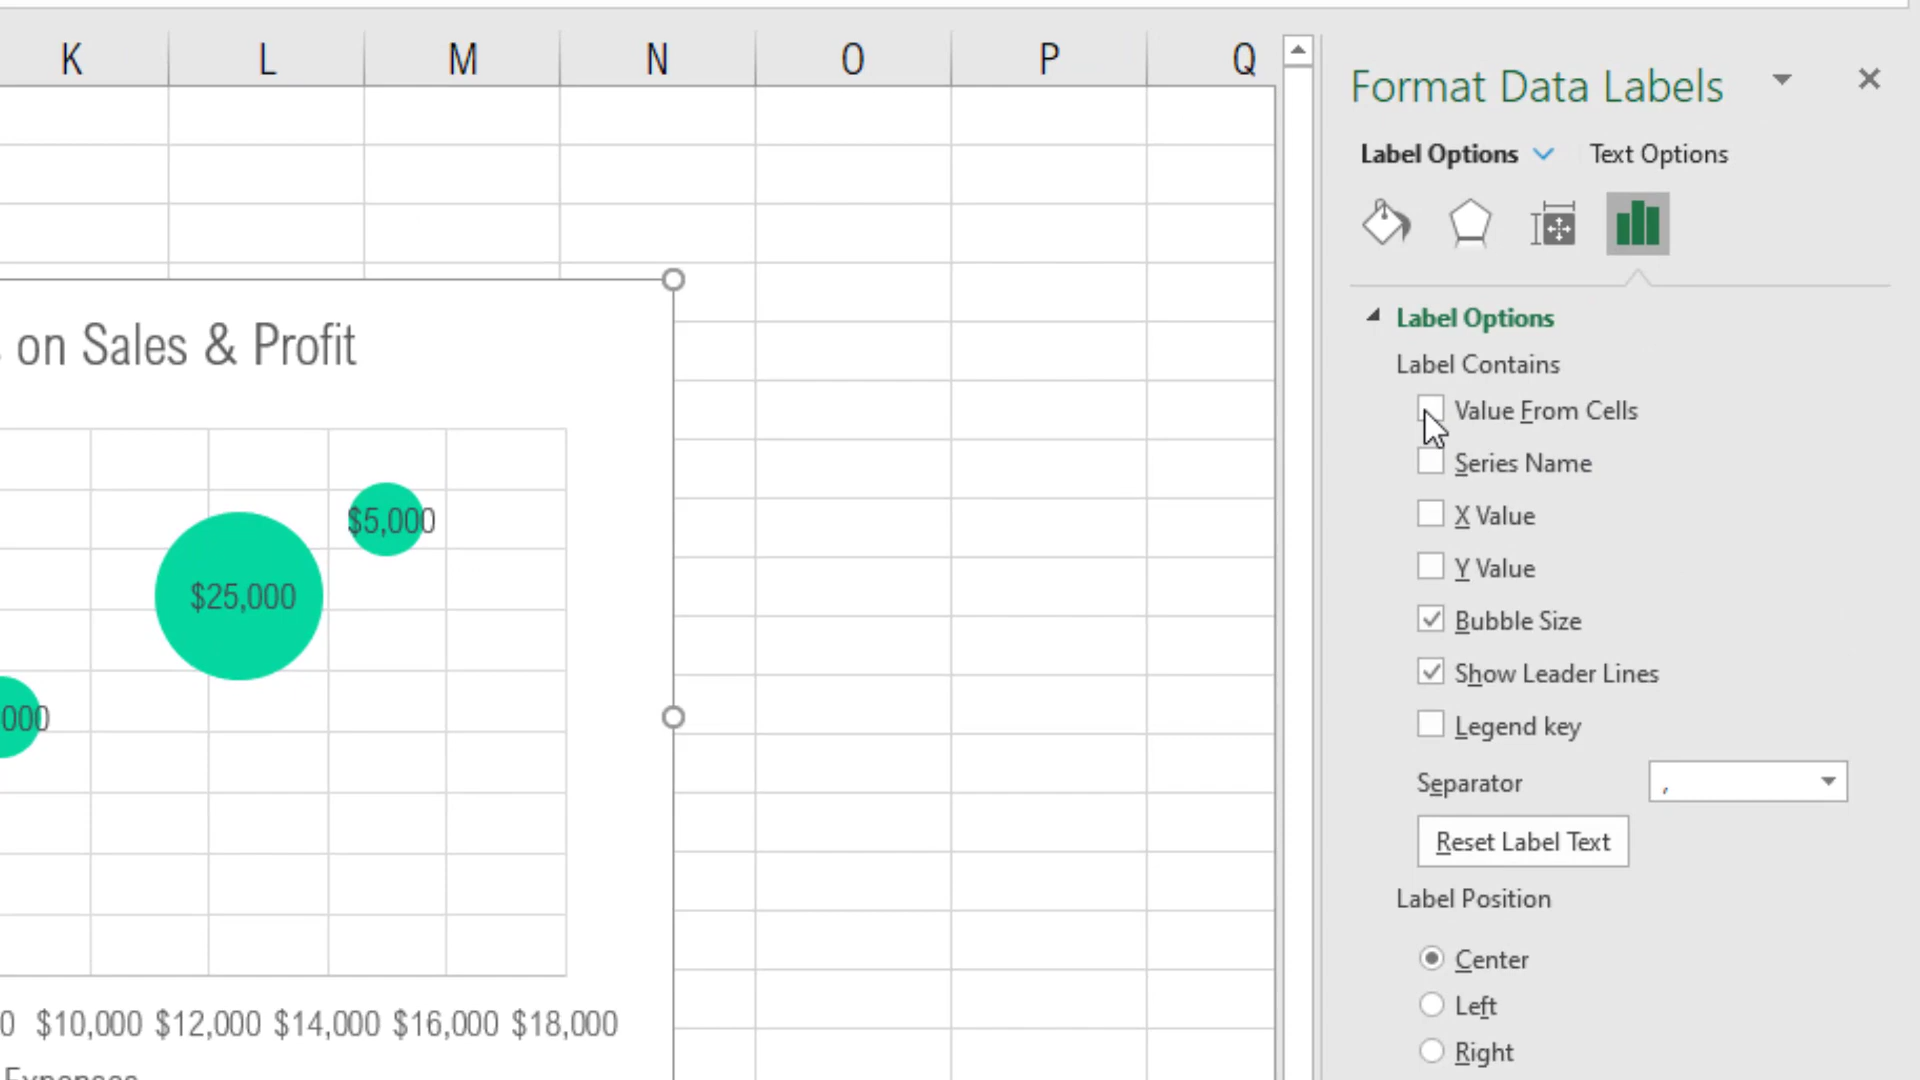 K L M N O P Q
Format Data Labels
Label Options Text Options
Label Options
Label Contains
Value From Cells
Series Name
X Value
Y Value
Bubble Size
Show Leader Lines
Legend key
Separator ,
Reset Label Text
Label Position
Center
Left
Right
on Sales & Profit
$5,000
$25,000
000
0 $10,000 $12,000 $14,000 $16,000 $18,000
Expenses